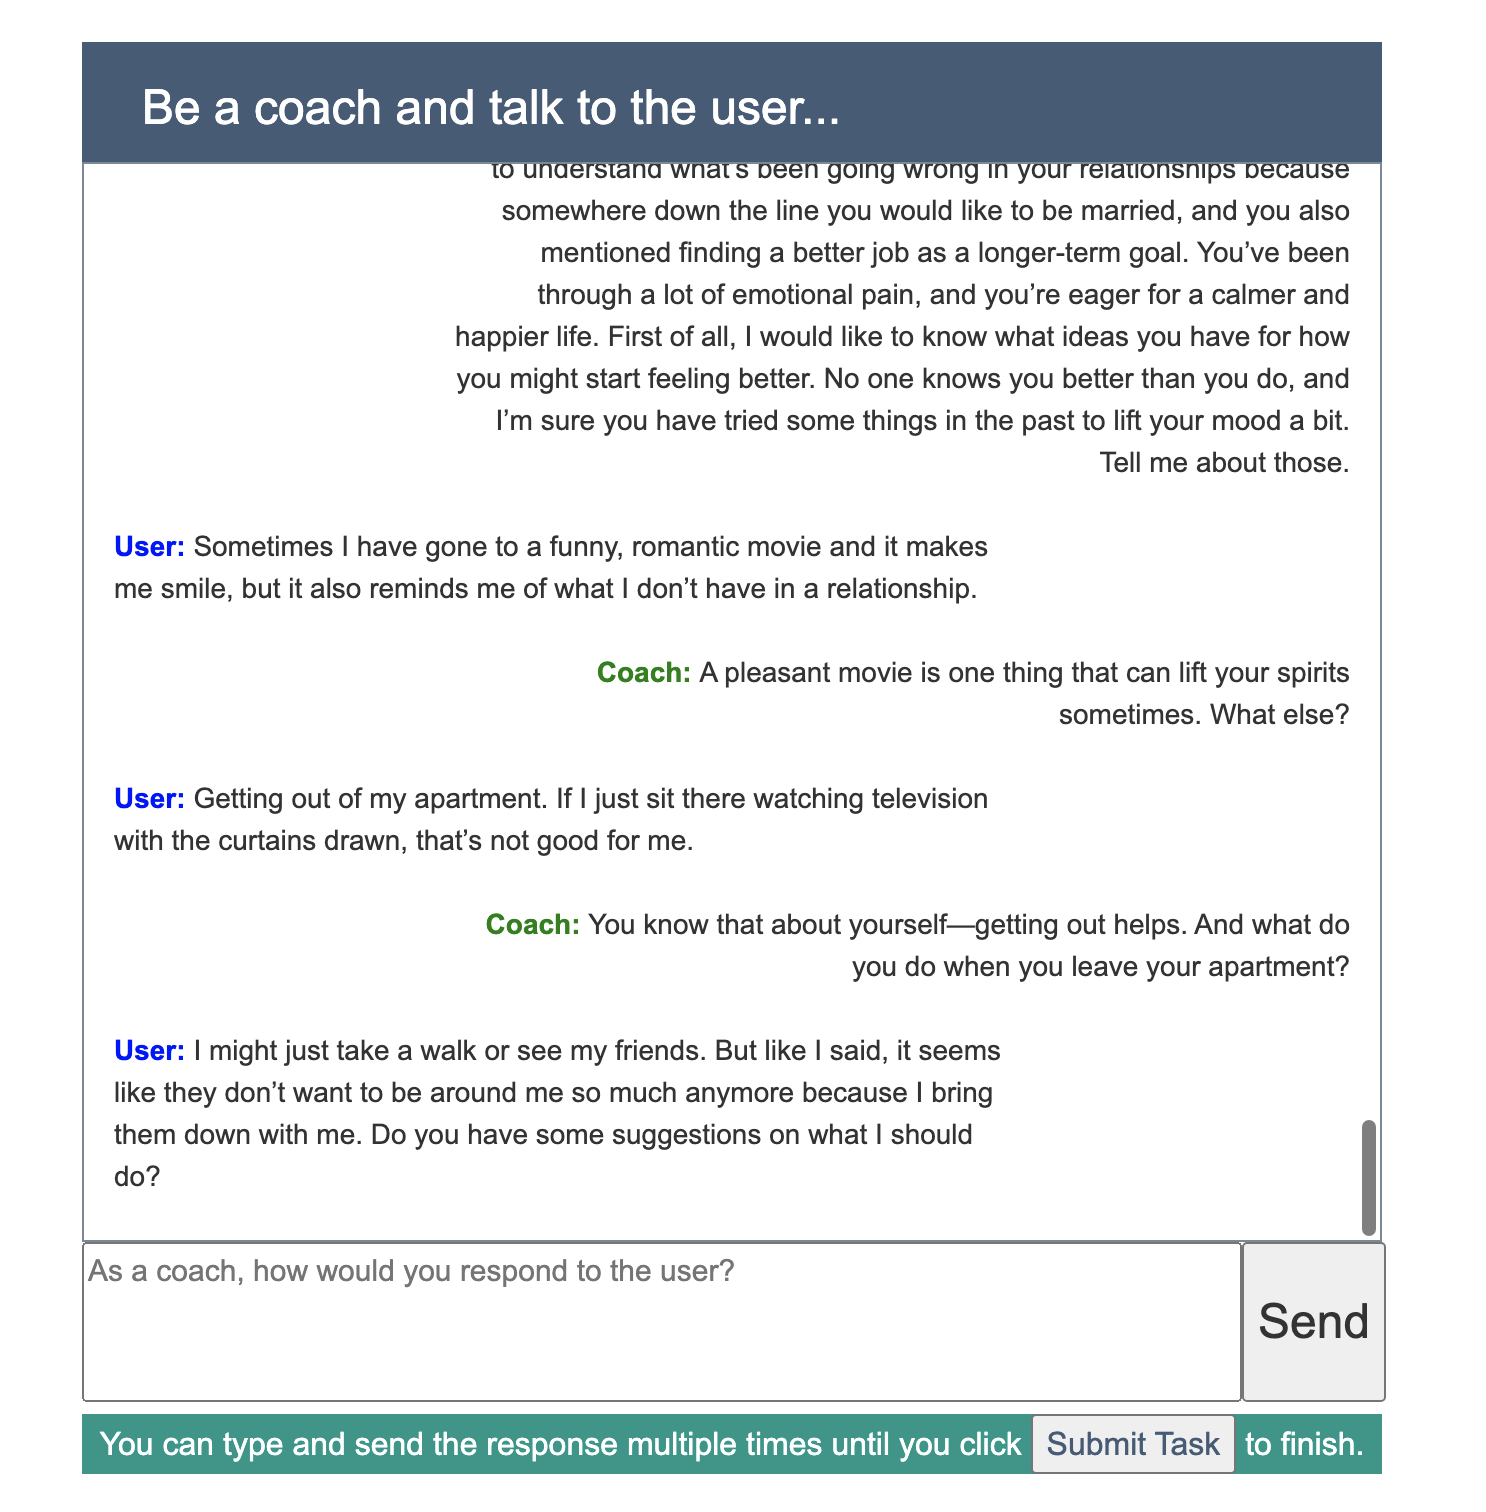 Be a coach and talk to the user...
to understand what's been going wrong in your relationships because
somewhere down the line you would like to be married, and you also
mentioned finding a better job as a longer-term goal. You’ve been
through a lot of emotional pain, and you’re eager for a calmer and
happier life. First of all, I would like to know what ideas you have for how
you might start feeling better. No one knows you better than you do, and
I’m sure you have tried some things in the past to lift your mood a bit.
Tell me about those.
User: Sometimes I have gone to a funny, romantic movie and it makes
me smile, but it also reminds me of what I don’t have in a relationship.
Coach: A pleasant movie is one thing that can lift your spirits
sometimes. What else?
User: Getting out of my apartment. If I just sit there watching television
with the curtains drawn, that’s not good for me.
Coach: You know that about yourself—getting out helps. And what do
you do when you leave your apartment?
User: I might just take a walk or see my friends. But like I said, it seems
like they don’t want to be around me so much anymore because I bring
them down with me. Do you have some suggestions on what I should
do?
As a coach, how would you respond to the user?
Send
You can type and send the response multiple times until you click Submit Task to finish.